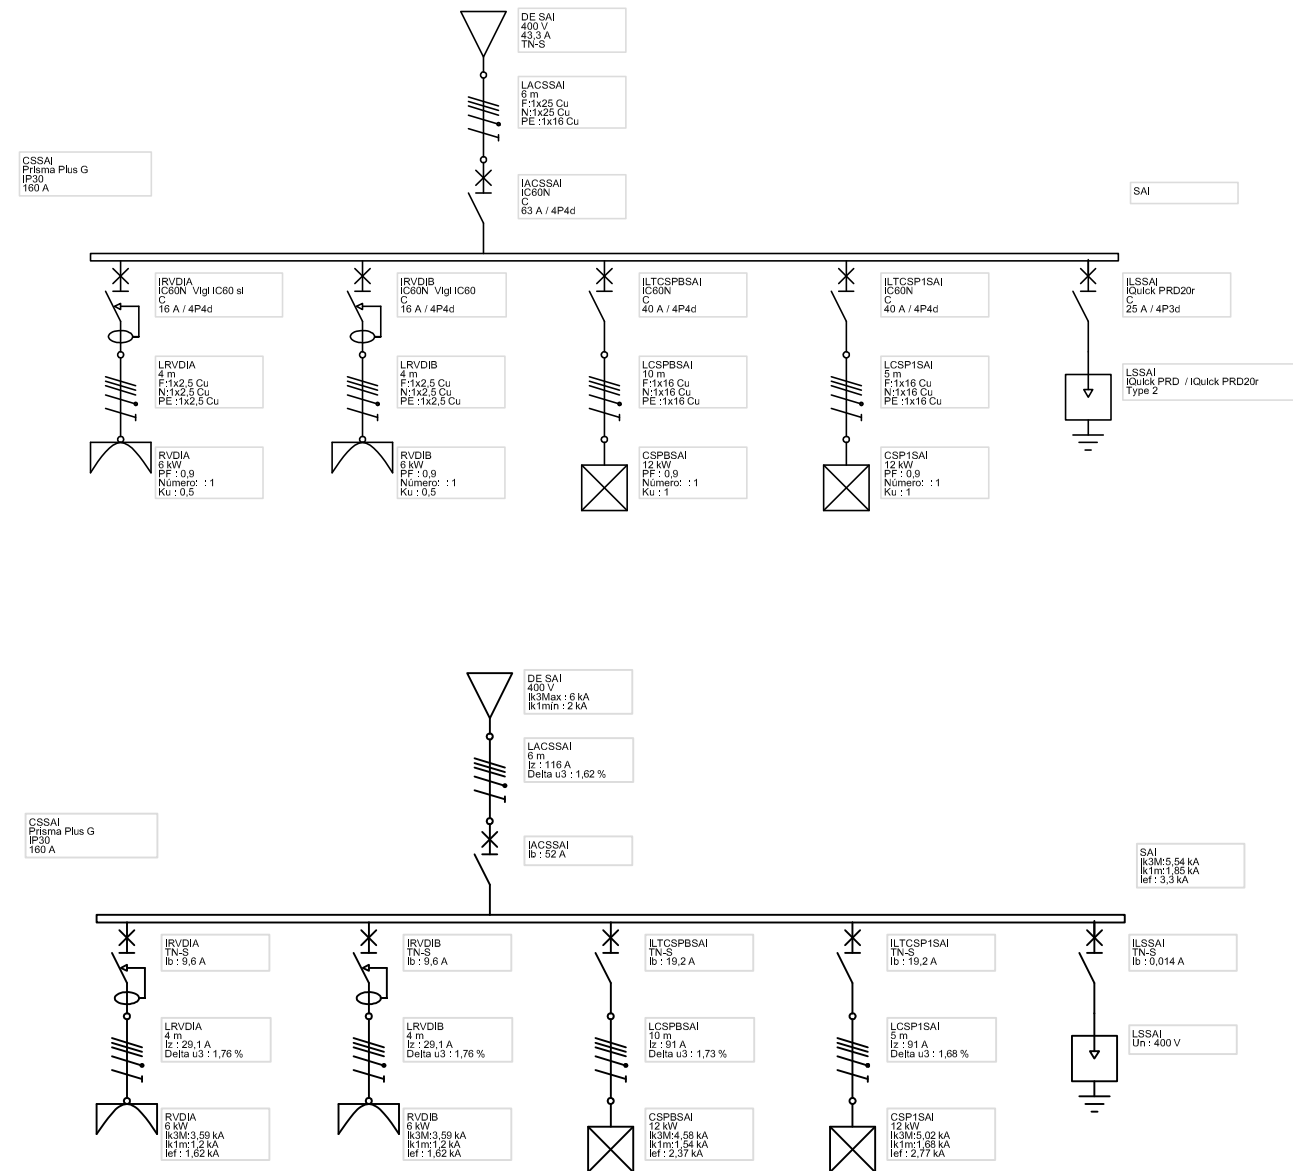 DE SAI
400 V
43,3 A
TN-S
LACSSAI
6 m
F:1x25 Cu
N:1x25 Cu
PE :1x16 Cu
CSSAI
Prisma Plus G
IP30
160 A
IACSSAI
iC60N
C
63 A / 4P4d
SAI
IRVDIA
iC60N Vigi iC60 si
C
16 A / 4P4d
IRVDIB
iC60N Vigi iC60
C
16 A / 4P4d
ILTCSPBSAI
iC60N
C
40 A / 4P4d
ILTCSP1SAI
iC60N
C
40 A / 4P4d
ILSSAI
iQuick PRD20r
C
25 A / 4P3d
LRVDIA
4 m
F:1x2,5 Cu
N:1x2,5 Cu
PE :1x2,5 Cu
LRVDIB
4 m
F:1x2,5 Cu
N:1x2,5 Cu
PE :1x2,5 Cu
LCSPBSAI
10 m
F:1x16 Cu
N:1x16 Cu
PE :1x16 Cu
LCSP1SAI
5 m
F:1x16 Cu
N:1x16 Cu
PE :1x16 Cu
LSSAI
iQuick PRD / iQuick PRD20r
Type 2
RVDIA
6 kW
PF : 0,9
Número: : 1
Ku : 0,5
RVDIB
6 kW
PF : 0,9
Número: : 1
Ku : 0,5
CSPBSAI
12 kW
PF : 0,9
Número: : 1
Ku : 1
CSP1SAI
12 kW
PF : 0,9
Número: : 1
Ku : 1
DE SAI
400 V
Ik3Max : 6 kA
Ik1min : 2 kA
LACSSAI
6 m
Iz : 116 A
Delta u3 : 1,62 %
CSSAI
Prisma Plus G
IP30
160 A
IACSSAI
Ib : 52 A
SAI
Ik3M:5,54 kA
Ik1m:1,85 kA
Ief : 3,3 kA
IRVDIA
TN-S
Ib : 9,6 A
IRVDIB
TN-S
Ib : 9,6 A
ILTCSPBSAI
TN-S
Ib : 19,2 A
ILTCSP1SAI
TN-S
Ib : 19,2 A
ILSSAI
TN-S
Ib : 0,014 A
LRVDIA
4 m
Iz : 29,1 A
Delta u3 : 1,76 %
LRVDIB
4 m
Iz : 29,1 A
Delta u3 : 1,76 %
LCSPBSAI
10 m
Iz : 91 A
Delta u3 : 1,73 %
LCSP1SAI
5 m
Iz : 91 A
Delta u3 : 1,68 %
LSSAI
Un : 400 V
RVDIA
6 kW
Ik3M:3,59 kA
Ik1m:1,2 kA
Ief : 1,62 kA
RVDIB
6 kW
Ik3M:3,59 kA
Ik1m:1,2 kA
Ief : 1,62 kA
CSPBSAI
12 kW
Ik3M:4,58 kA
Ik1m:1,54 kA
Ief : 2,37 kA
CSP1SAI
12 kW
Ik3M:5,02 kA
Ik1m:1,68 kA
Ief : 2,77 kA